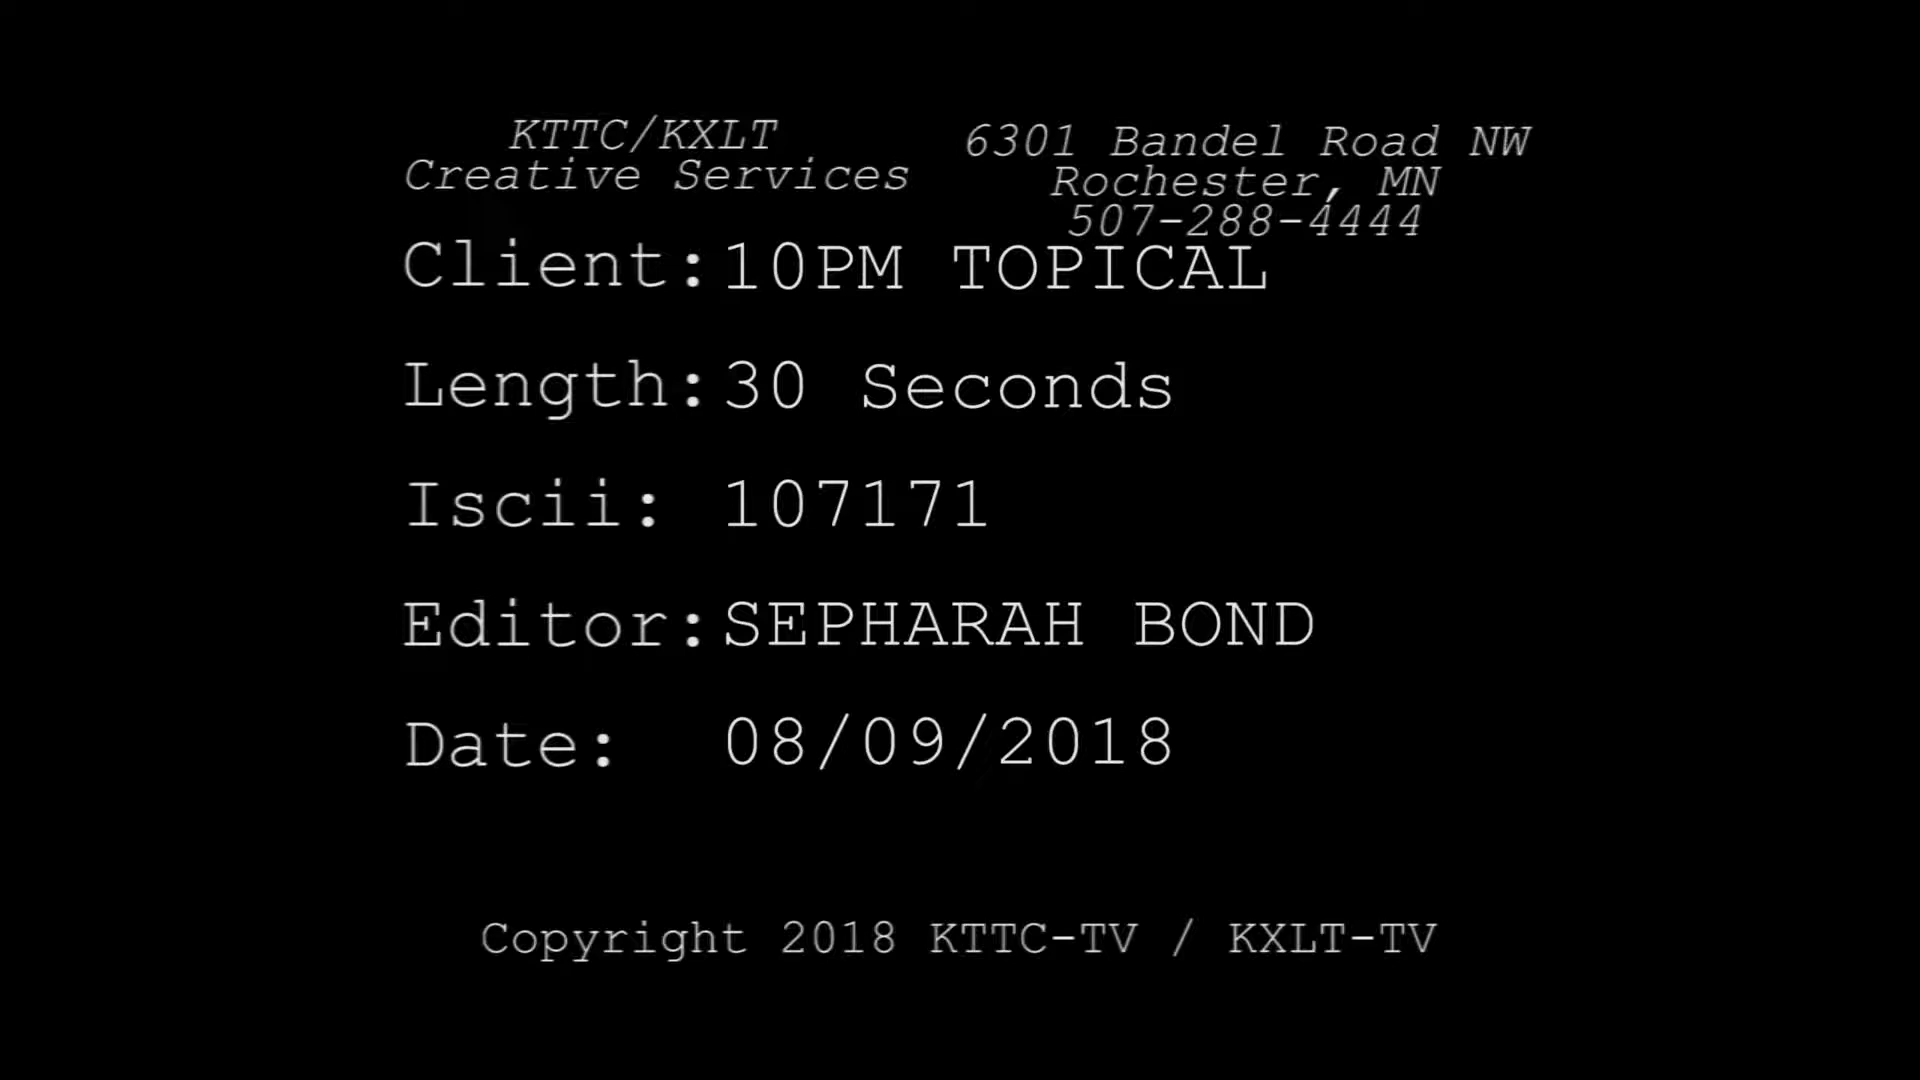 KTTC/KXLT
Creative Services
6301 Bandel Road NW
Rochester, MN
507-288-4444
Client:10PM TOPICAL
Length:30 Seconds
Iscii: 107171
Editor:SEPHARAH BOND
Date: 08/09/2018
Copyright 2018 KTTC-TV / KXLT-TV